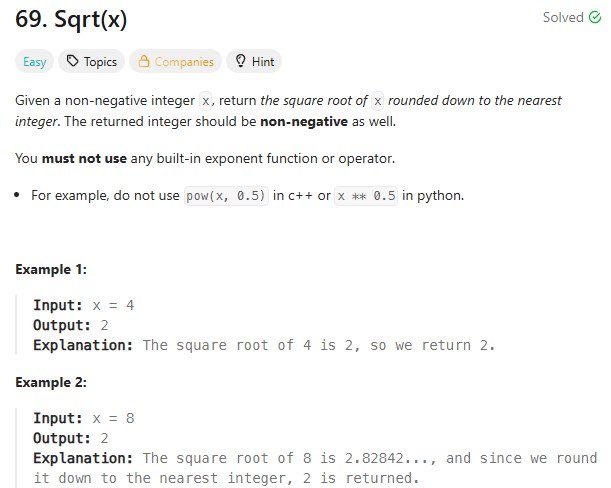 69. Sqrt(x)
Solved
Easy Topics Companies Hint
Given a non-negative integer x, return the square root of x rounded down to the nearest
integer. The returned integer should be non-negative as well.
You must not use any built-in exponent function or operator.
• For example, do not use pow(x, 0.5) in c++ or x ** 0.5 in python.
Example 1:
Input: x = 4
Output: 2
Explanation: The square root of 4 is 2, so we return 2.
Example 2:
Input: x = 8
Output: 2
Explanation: The square root of 8 is 2.82842..., and since we round
it down to the nearest integer, 2 is returned.